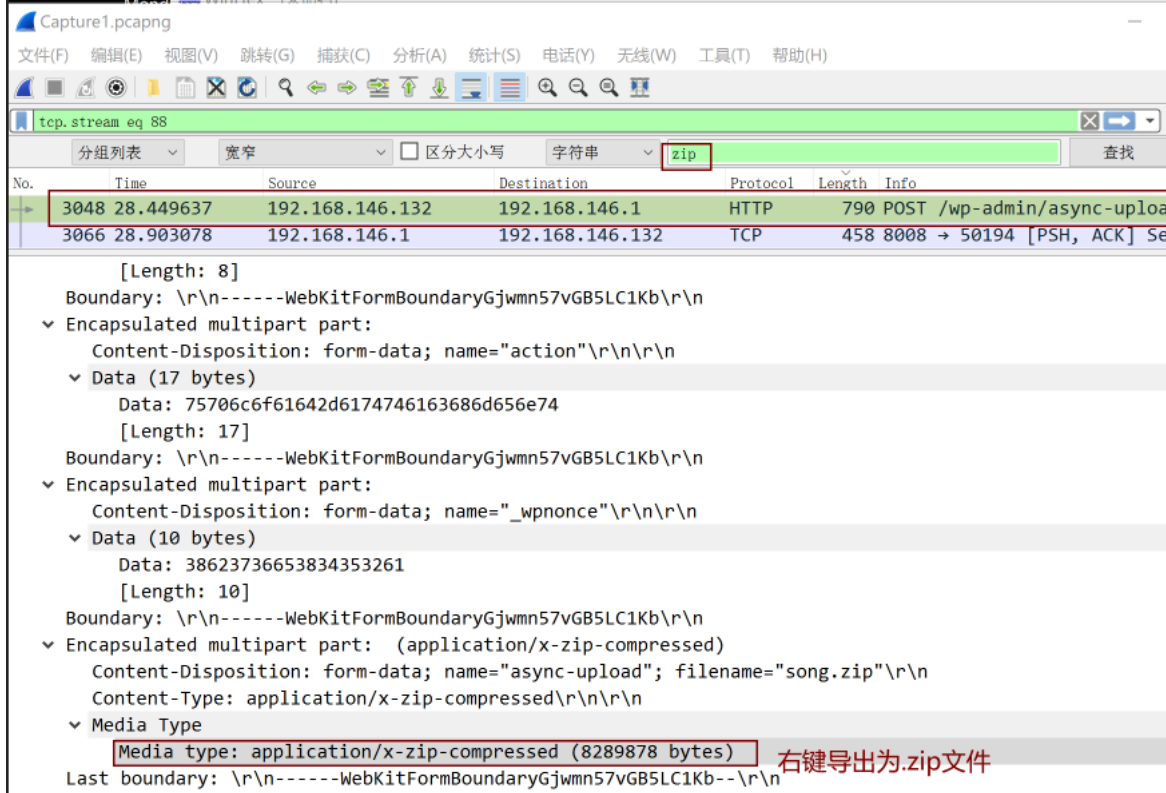 Capture1.pcapng
文件(F) 编辑(E) 视图(V) 跳转(G) 捕获(C) 分析(A) 统计(S) 电话(Y) 无线(W) 工具(T) 帮助(H)
tcp.stream eq 88
分组列表 宽窄 区分大小写 字符串 zip 查找
No. Time Source Destination Protocol Length Info
3048 28.449637 192.168.146.132 192.168.146.1 HTTP 790 POST /wp-admin/async-uploa
3066 28.903078 192.168.146.1 192.168.146.132 TCP 458 8008 → 50194 [PSH, ACK] Se
[Length: 8]
Boundary: \r\n------WebKitFormBoundaryGjwmn57vGB5LC1Kb\r\n
Encapsulated multipart part:
Content-Disposition: form-data; name="action"\r\n\r\n
Data (17 bytes)
Data: 75706c6f61642d6174746163686d656e74
[Length: 17]
Boundary: \r\n------WebKitFormBoundaryGjwmn57vGB5LC1Kb\r\n
Encapsulated multipart part:
Content-Disposition: form-data; name="_wpnonce"\r\n\r\n
Data (10 bytes)
Data: 38623736653834353261
[Length: 10]
Boundary: \r\n------WebKitFormBoundaryGjwmn57vGB5LC1Kb\r\n
Encapsulated multipart part: (application/x-zip-compressed)
Content-Disposition: form-data; name="async-upload"; filename="song.zip"\r\n
Content-Type: application/x-zip-compressed\r\n\r\n
Media Type
Media type: application/x-zip-compressed (8289878 bytes) 右键导出为.zip文件
Last boundary: \r\n------WebKitFormBoundaryGjwmn57vGB5LC1Kb--\r\n